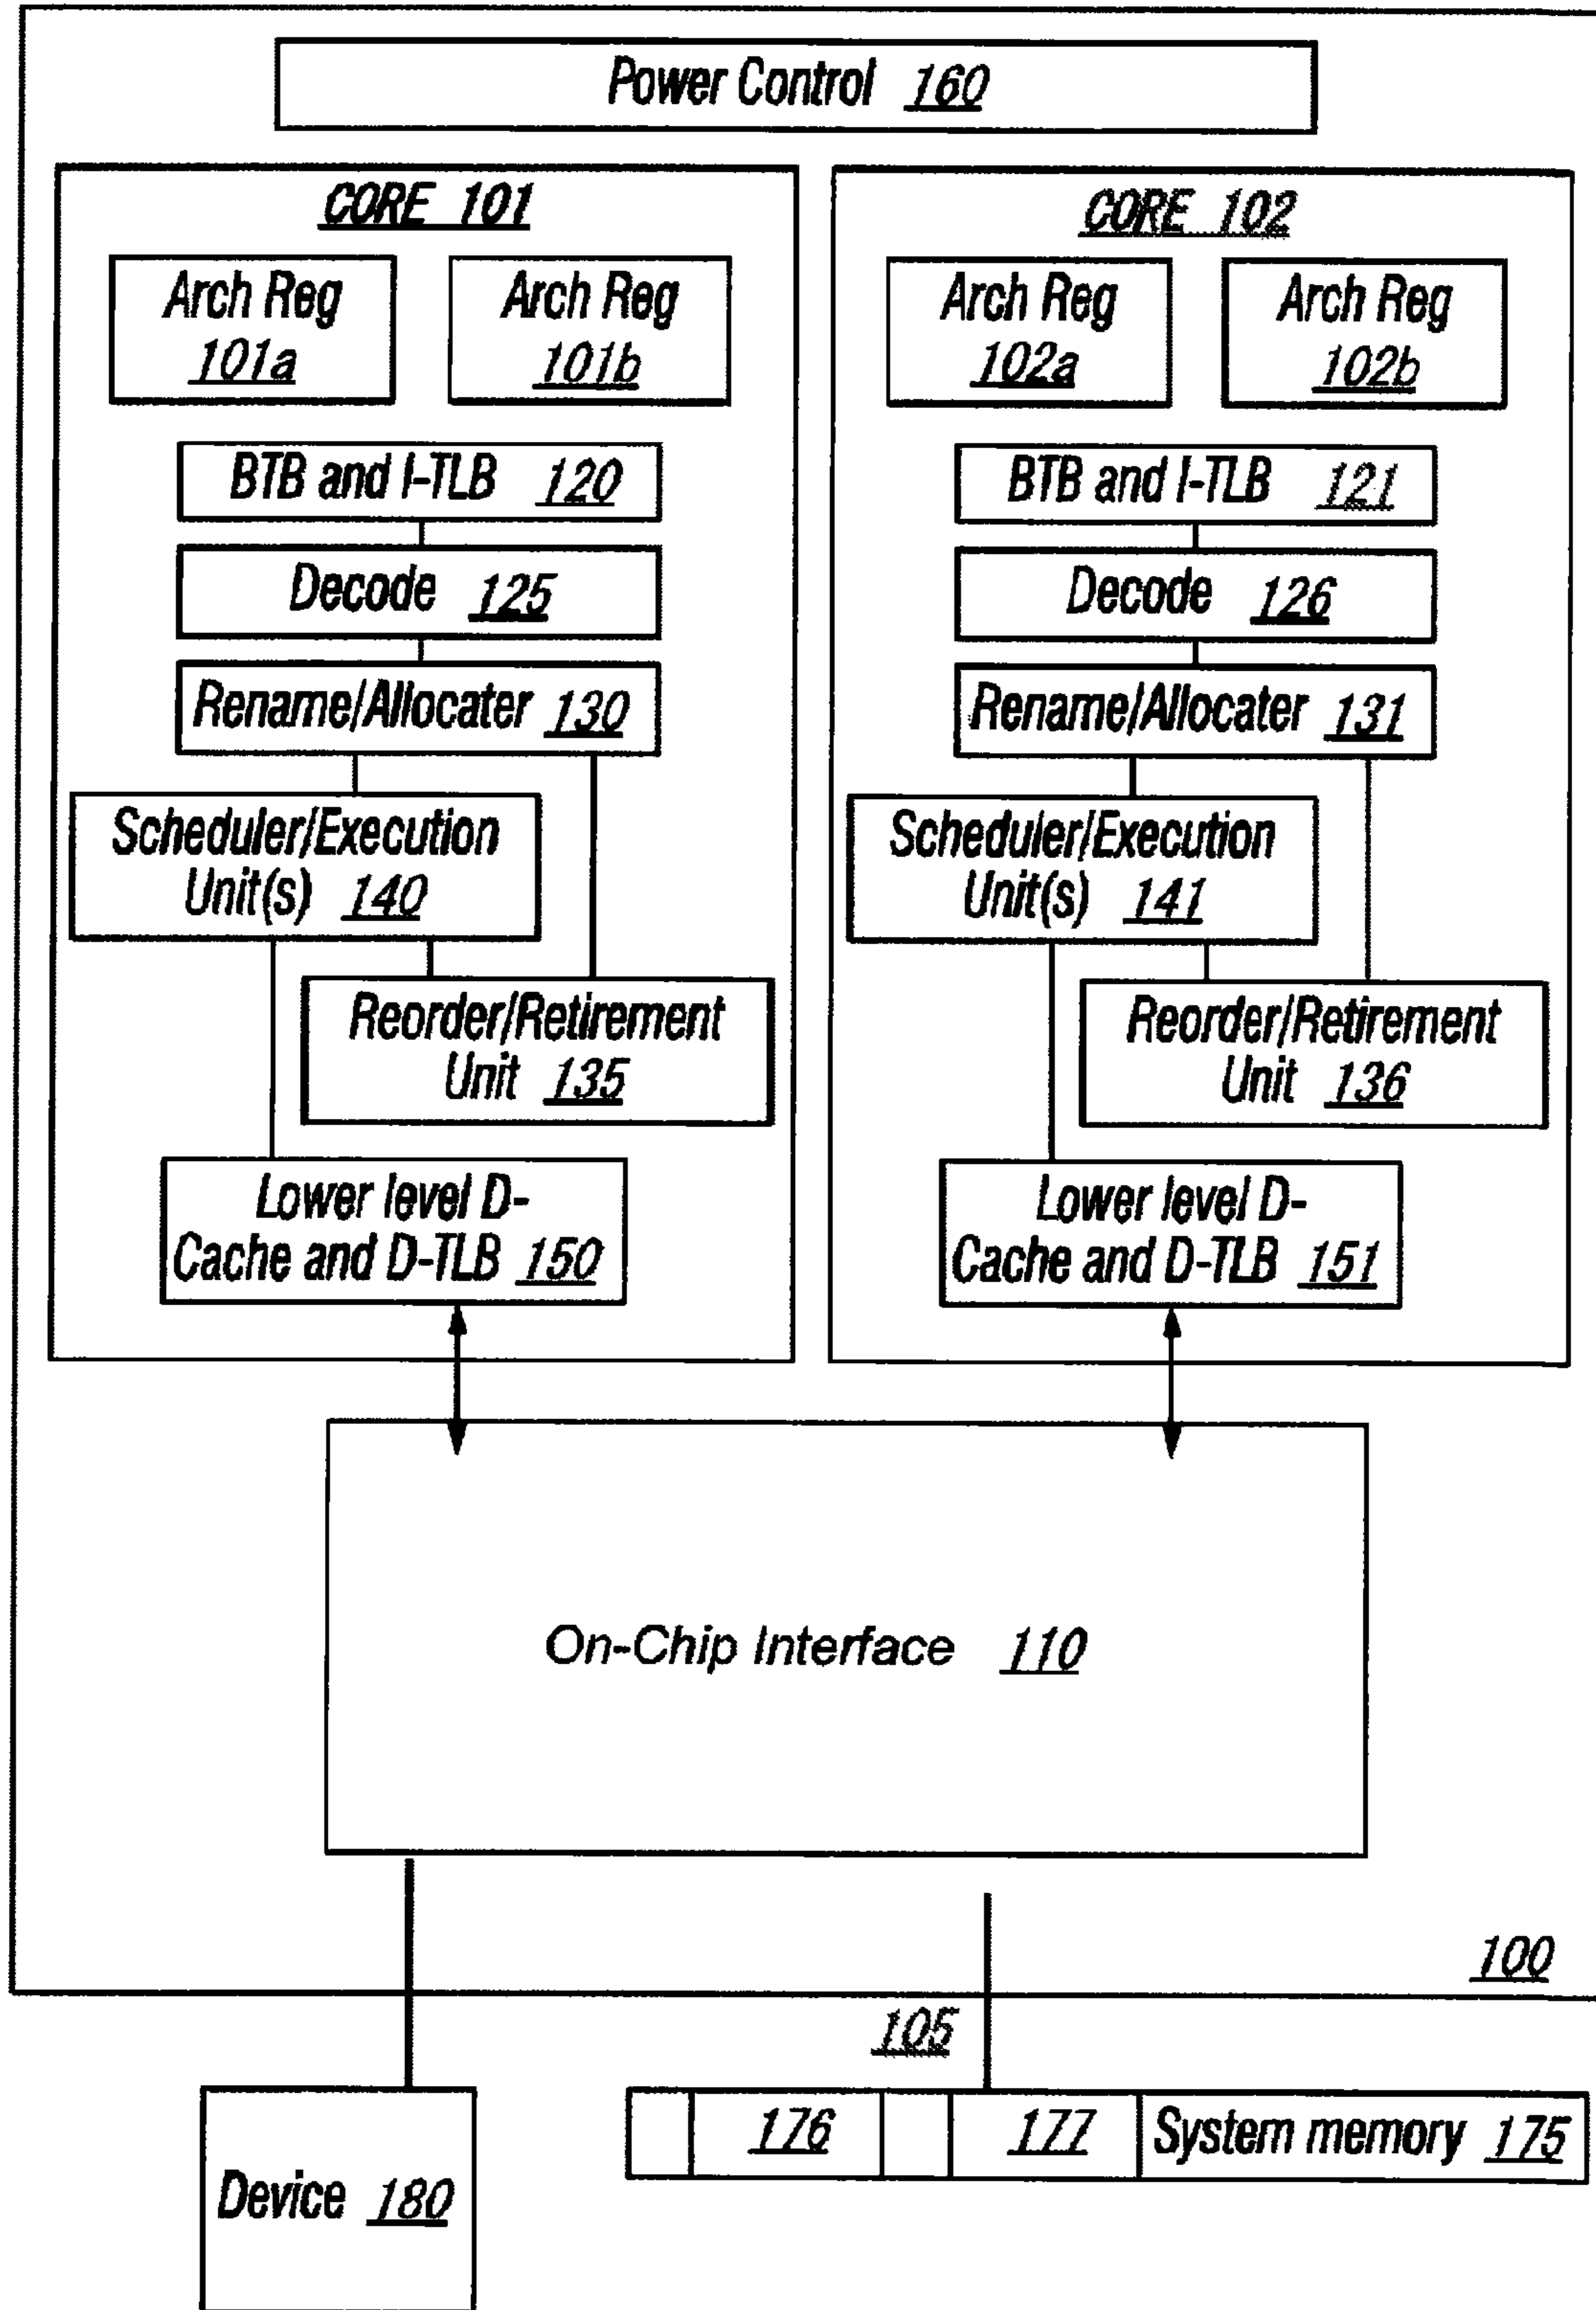 Power Control 160
CORE 101
Arch Reg
101a
Arch Reg
101b
BTB and I-TLB 120
Decode 125
Rename/Allocater 130
Scheduler/Execution
Unit(s) 140
Reorder/Retirement
Unit 135
Lower level D-
Cache and D-TLB 150
CORE 102
Arch Reg
102a
Arch Reg
102b
BTB and I-TLB 121
Decode 126
Rename/Allocater 131
Scheduler/Execution
Unit(s) 141
Reorder/Retirement
Unit 136
Lower level D-
Cache and D-TLB 151
On-Chip Interface 110
100
105
176
177
System memory 175
Device 180